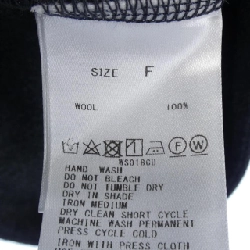 SIZE F
WOOL 100%
WS01BGU
HAND WASH
DO NOT BLEACH
DO NOT TUMBLE DRY
DRY IN SHADE
IRON MEDIUM
DRY CLEAN SHORT CYCLE
MACHINE WASH PERMANENT
PRESS CYCLE COLD
IRON WITH PRESS CLOTH